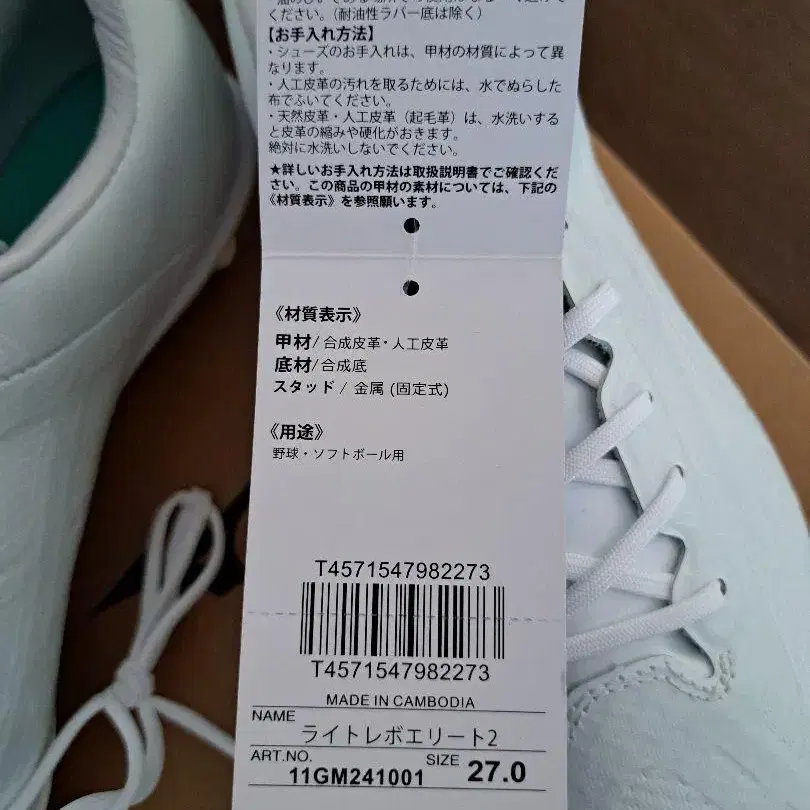 ください。（耐油性ラバー底は除く）
【お手入れ方法】
・シューズのお手入れは、甲材の材質によって異
なります。
・人工皮革の汚れを取るためには、水でぬらした
布でふいてください。
・天然皮革・人工皮革（起毛革）は、水洗いすると
皮革の縮みや硬化がおきます。
絶対に水洗いしないでください。
★詳しいお手入れ方法は取扱説明書でご確認くだ
さい。この商品の甲材の素材については、下記の
《材質表示》を参照願います。
《材質表示》
甲材/合成皮革・人工皮革
底材/合成底
スタッド / 金属 (固定式)
《用途》
野球・ソフトボール用
T4571547982273
T4571547982273
MADE IN CAMBODIA
NAME
ライトレボエリート2
ART.NO. SIZE
11GM241001 27.0